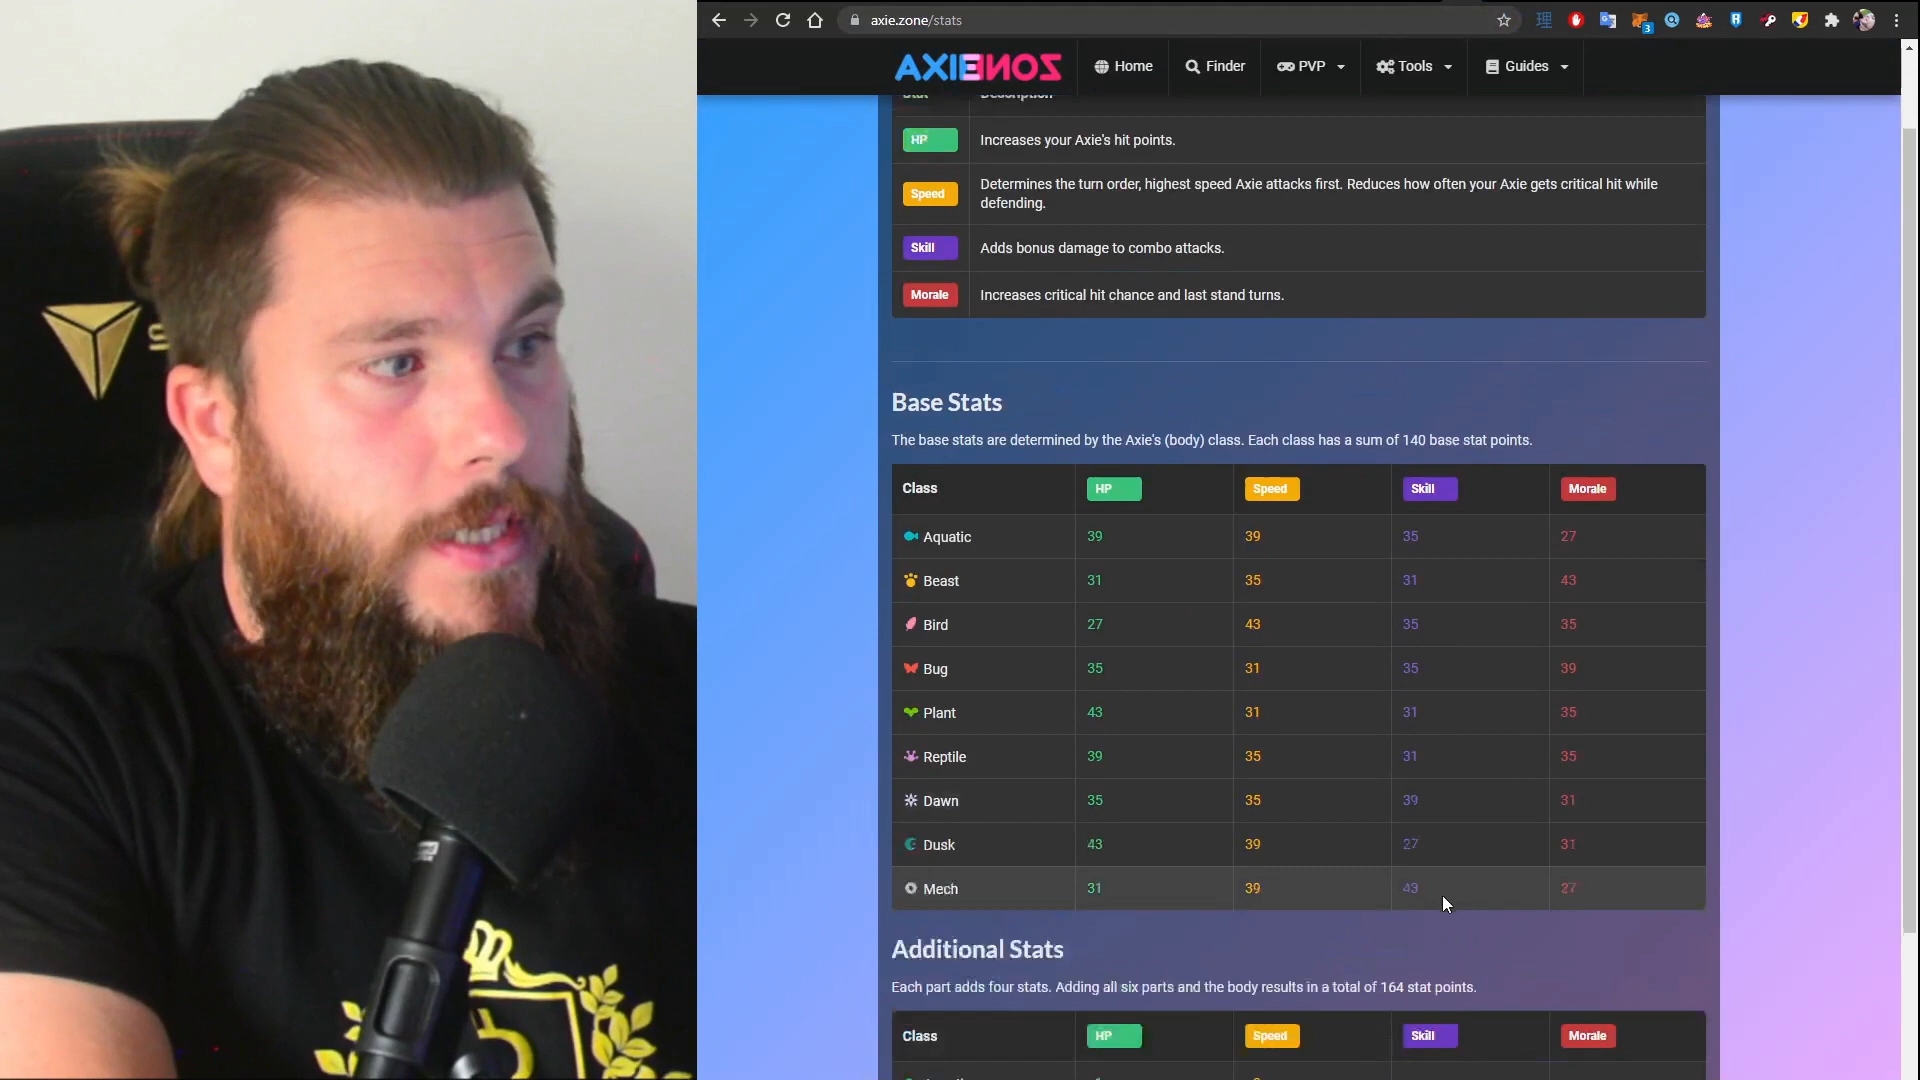 axie.zone/stats
3
AXIE ZONE
Home
Finder
PVP
Tools
Guides
Stat Description
HP Increases your Axie's hit points.
Speed Determines the turn order, highest speed Axie attacks first. Reduces how often your Axie gets critical hit while
defending.
Skill Adds bonus damage to combo attacks.
Morale Increases critical hit chance and last stand turns.
Base Stats
The base stats are determined by the Axie's (body) class. Each class has a sum of 140 base stat points.
Class HP Speed Skill Morale
Aquatic 39 39 35 27
Beast 31 35 31 43
Bird 27 43 35 35
Bug 35 31 35 39
Plant 43 31 31 35
Reptile 39 35 31 35
Dawn 35 35 39 31
Dusk 43 39 27 31
Mech 31 39 43 27
Additional Stats
Each part adds four stats. Adding all six parts and the body results in a total of 164 stat points.
Class HP Speed Skill Morale